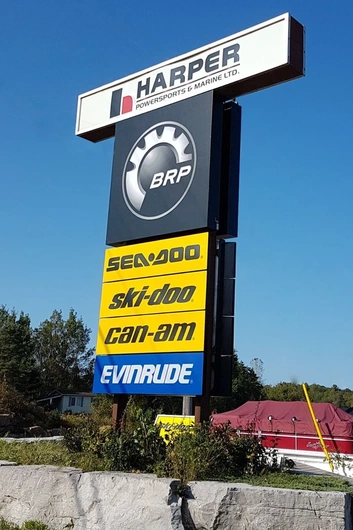 HARPER
POWERSPORTS & MARINE LTD.
BRP
SEA-DOO
ski-doo
can-am
EVINRUDE